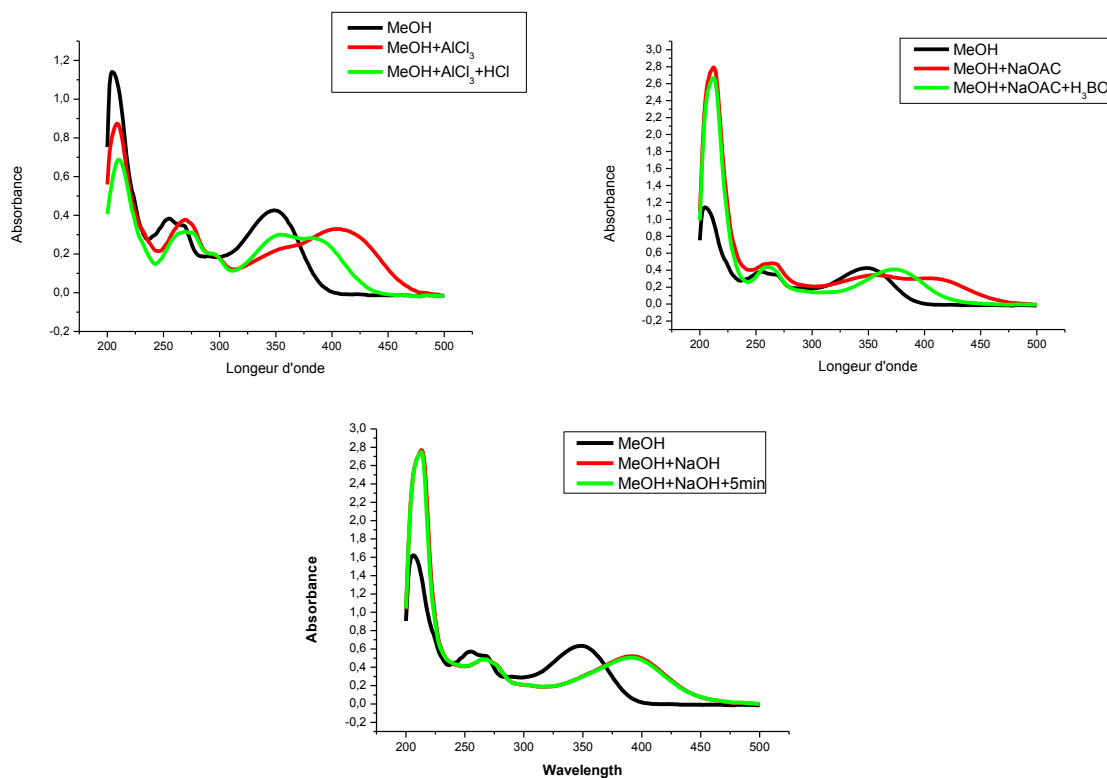 MeOH
MeOH+AlCl₃
MeOH+AlCl₃+HCl
1,2
1,0
0,8
0,6
0,4
0,2
0,0
-0,2
Absorbance
200 250 300 350 400 450 500
Longeur d'onde
MeOH
MeOH+NaOAC
MeOH+NaOAC+H₃BO
3,0
2,8
2,6
2,4
2,2
2,0
1,8
1,6
1,4
1,2
1,0
0,8
0,6
0,4
0,2
0,0
-0,2
Absorbance
200 250 300 350 400 450 500
Longeur d'onde
MeOH
MeOH+NaOH
MeOH+NaOH+5min
3,0
2,8
2,6
2,4
2,2
2,0
1,8
1,6
1,4
1,2
1,0
0,8
0,6
0,4
0,2
0,0
-0,2
Absorbance
200 250 300 350 400 450 500
Wavelength